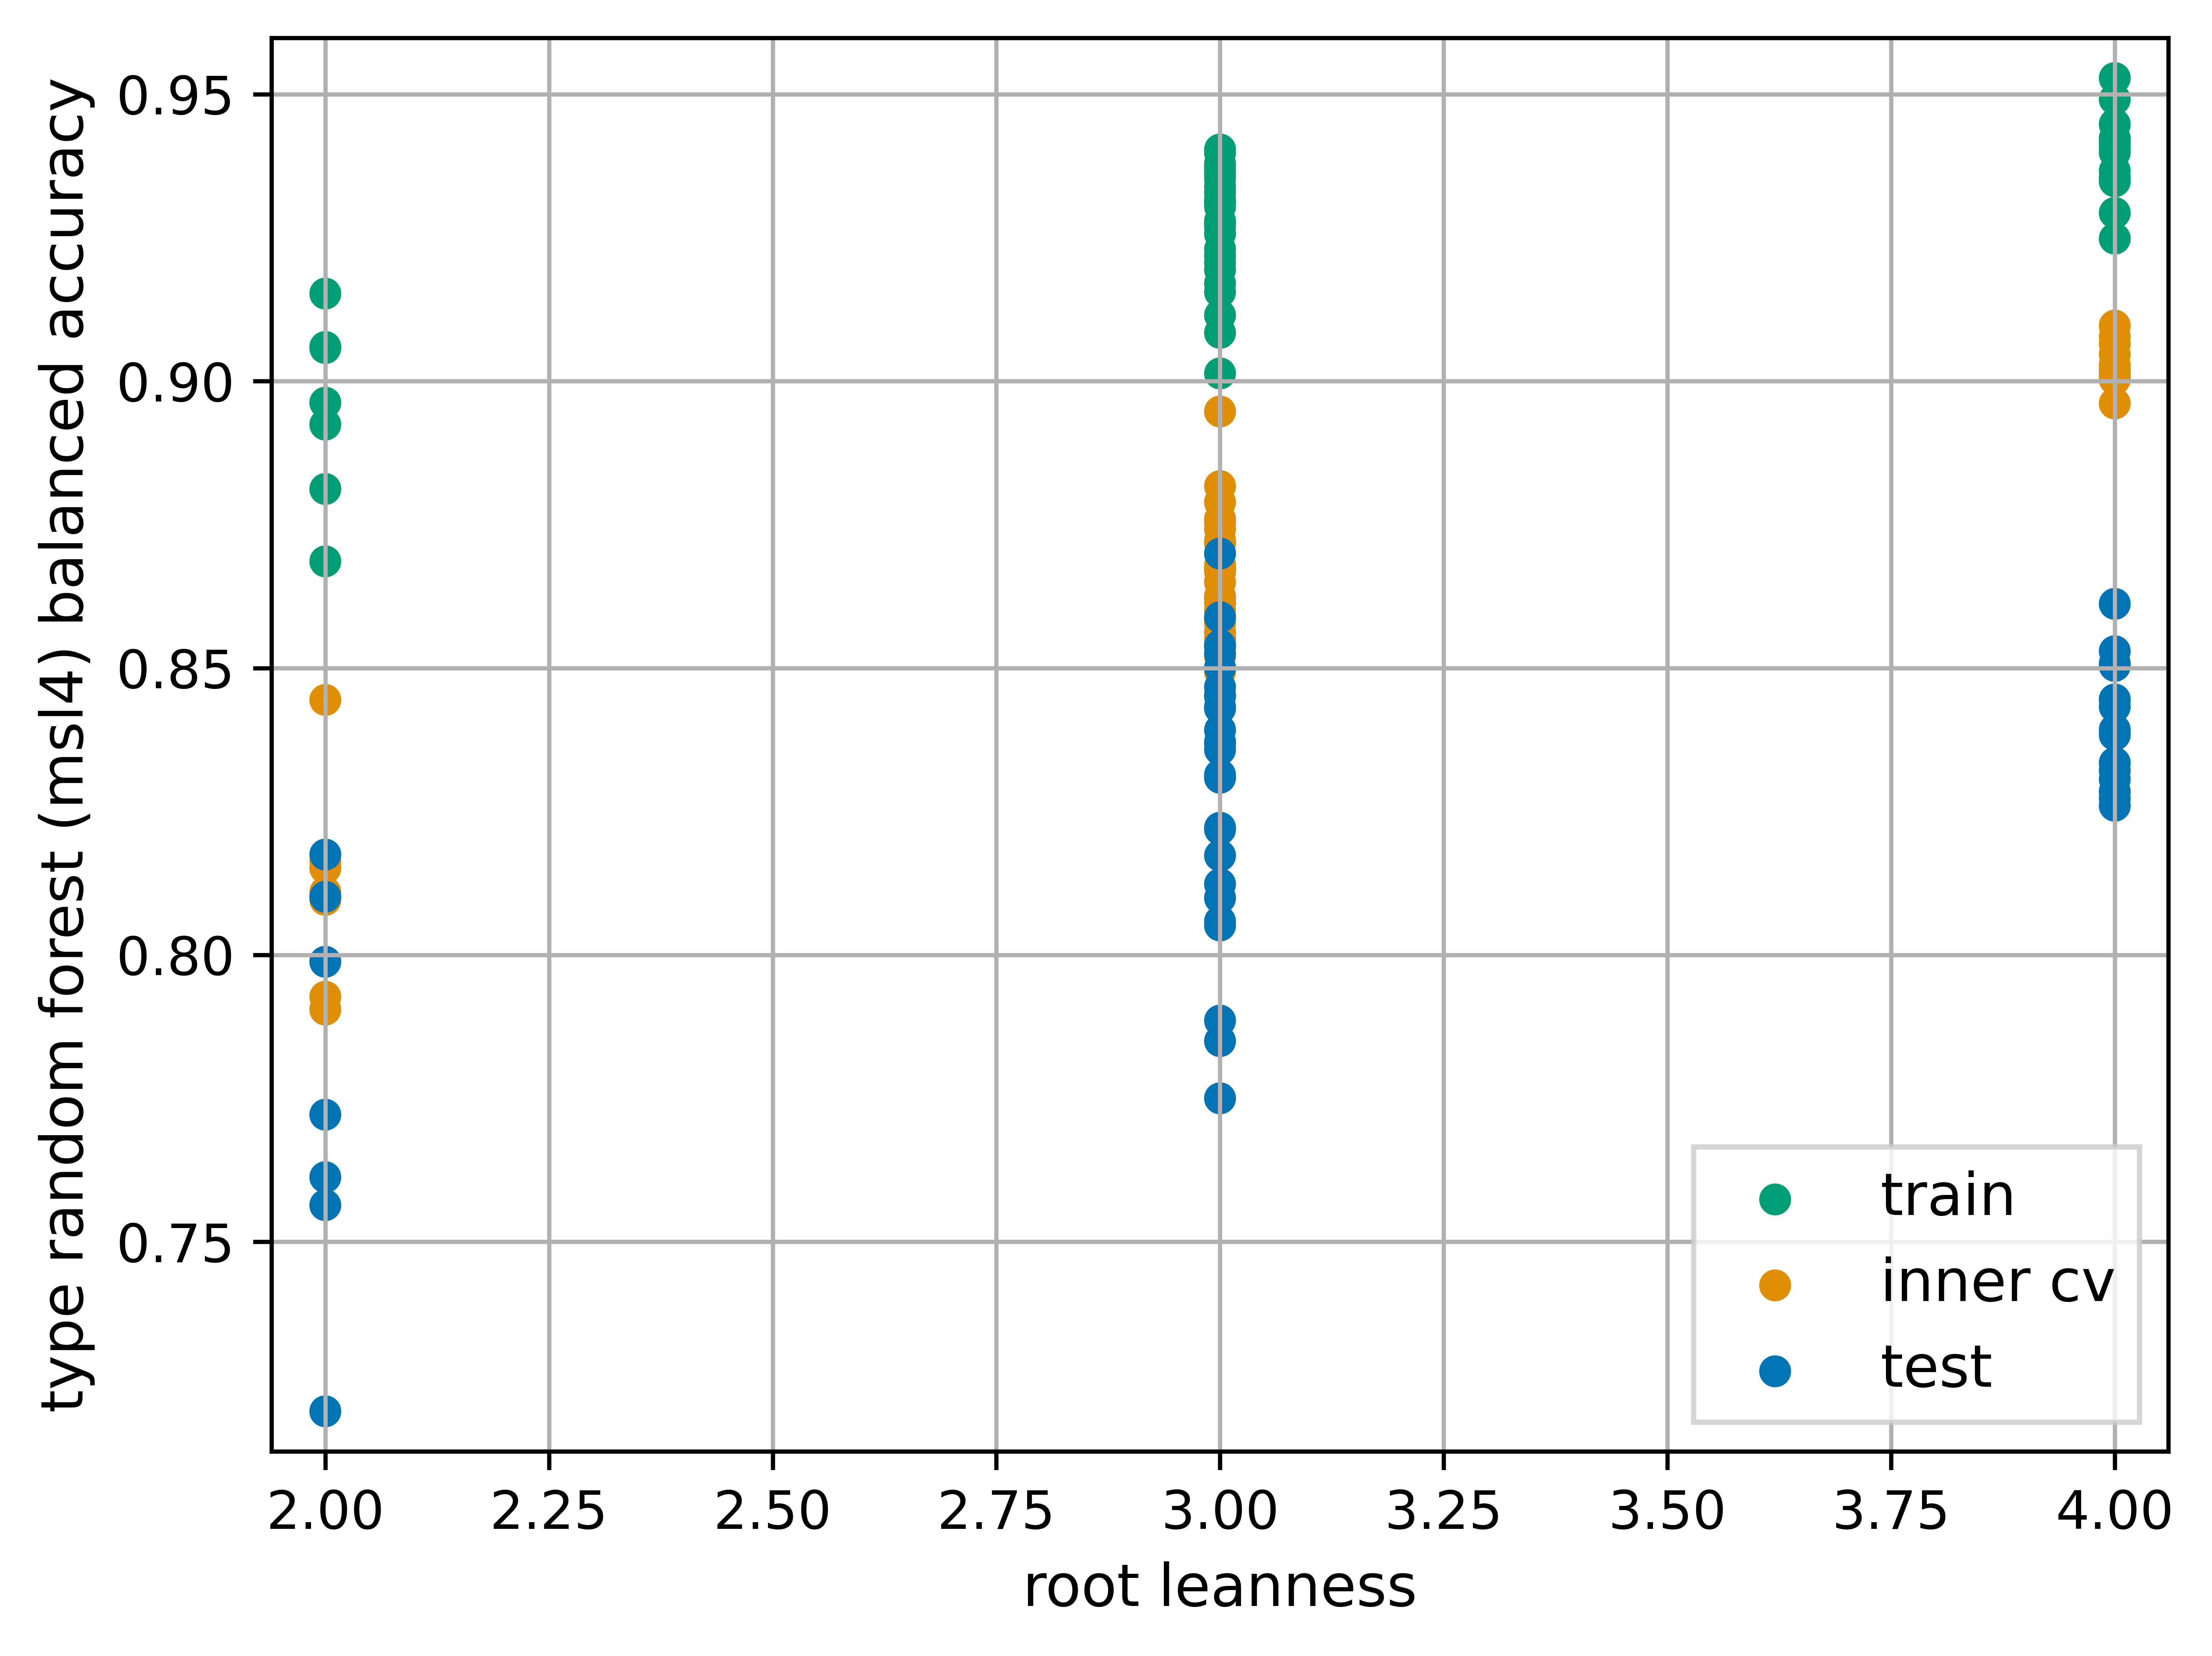 type random forest (msl4) balanced accuracy
0.95
0.90
0.85
0.80
0.75
2.00 2.25 2.50 2.75 3.00 3.25 3.50 3.75 4.00
root leanness
train
inner cv
test